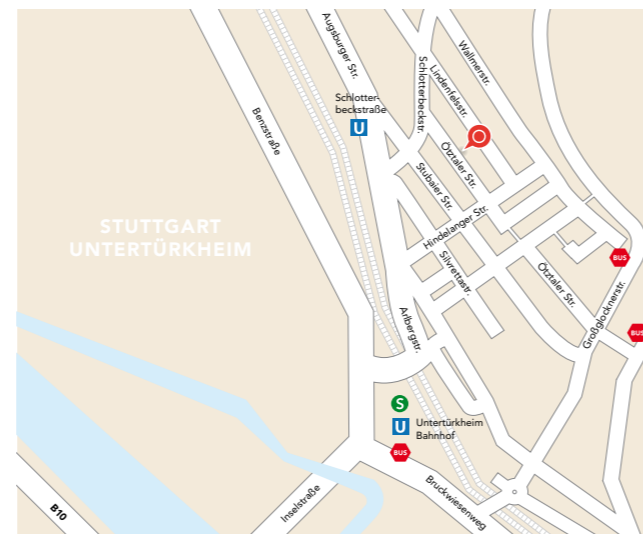 Augsburger Str.
Wallmerstr.
Lindenfelsstr.
Schlotterbeckstr.
Schlotter-
beckstraße
U
Benzstraße
Ötztaler Str.
Stubaier Str.
STUTTGART
UNTERTÜRKHEIM
Hindelanger Str.
Silvrettastr.
BUS
Ötztaler Str.
Großglocknerstr.
Arlbergstr.
BUS
S
U
Untertürkheim
Bahnhof
BUS
Bruckwiesenweg
Inselstraße
B10